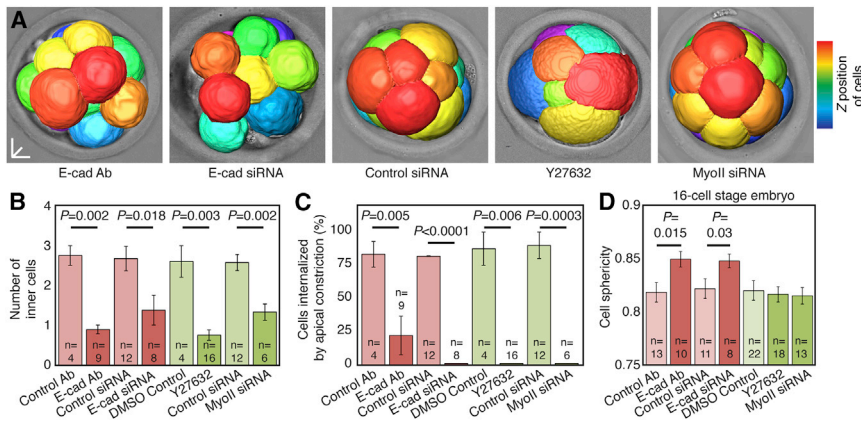 A
Z position
of cells
E-cad Ab
E-cad siRNA
Control siRNA
Y27632
MyoII siRNA
B
P=0.002
P=0.018
P=0.003
P=0.002
Number of
inner cells
4
3
2
1
0
n=
4
n=
9
n=
12
n=
8
n=
4
n=
16
n=
12
n=
6
Control Ab
E-cad Ab
Control siRNA
E-cad siRNA
DMSO Control
Y27632
Control siRNA
MyoII siRNA
C
P=0.005
P<0.0001
P=0.006
P=0.0003
Cells internalized
by apical constriction (%)
100
75
50
25
0
n=
4
n=
9
n=
12
n=
8
n=
4
n=
16
n=
12
n=
6
Control Ab
E-cad Ab
Control siRNA
E-cad siRNA
DMSO Control
Y27632
Control siRNA
MyoII siRNA
D
16-cell stage embryo
P=
0.015
P=
0.03
Cell sphericity
0.85
0.8
0.75
n=
13
n=
10
n=
11
n=
8
n=
22
n=
18
n=
13
Control Ab
E-cad Ab
Control siRNA
E-cad siRNA
DMSO Control
Y27632
MyoII siRNA